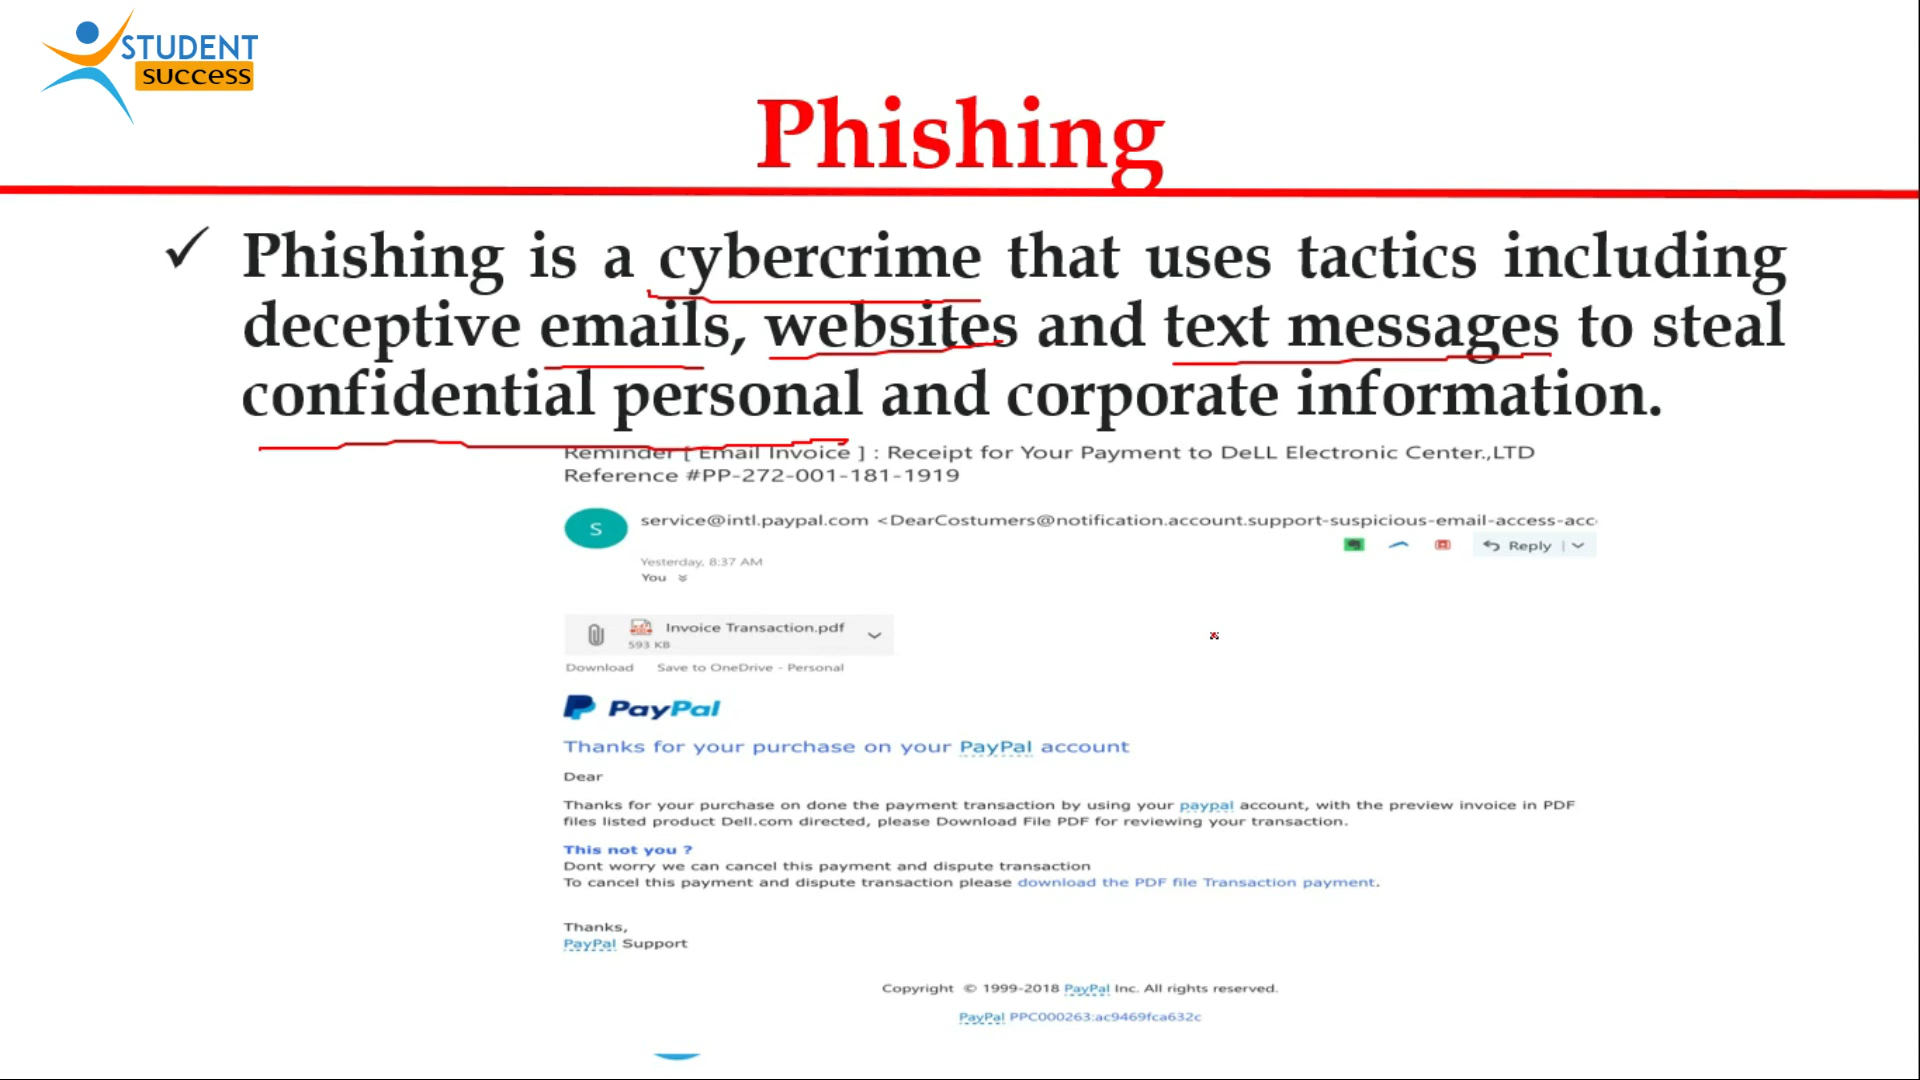 STUDENT
success
Phishing
✓ Phishing is a cybercrime that uses tactics including
deceptive emails, websites and text messages to steal
confidential personal and corporate information.
Reminder [ Email Invoice ] : Receipt for Your Payment to DeLL Electronic Center.,LTD
Reference #PP-272-001-181-1919
S
service@intl.paypal.com <DearCostumers@notification.account.support-suspicious-email-access-acc
Reply
Yesterday, 8:37 AM
You
Invoice Transaction.pdf
593 KB
Download Save to OneDrive - Personal
PayPal
Thanks for your purchase on your PayPal account
Dear
Thanks for your purchase on done the payment transaction by using your paypal account, with the preview invoice in PDF
files listed product Dell.com directed, please Download File PDF for reviewing your transaction.
This not you ?
Dont worry we can cancel this payment and dispute transaction
To cancel this payment and dispute transaction please download the PDF file Transaction payment.
Thanks,
PayPal Support
Copyright © 1999-2018 PayPal Inc. All rights reserved.
PayPal PPC000263:ac9469fca632c